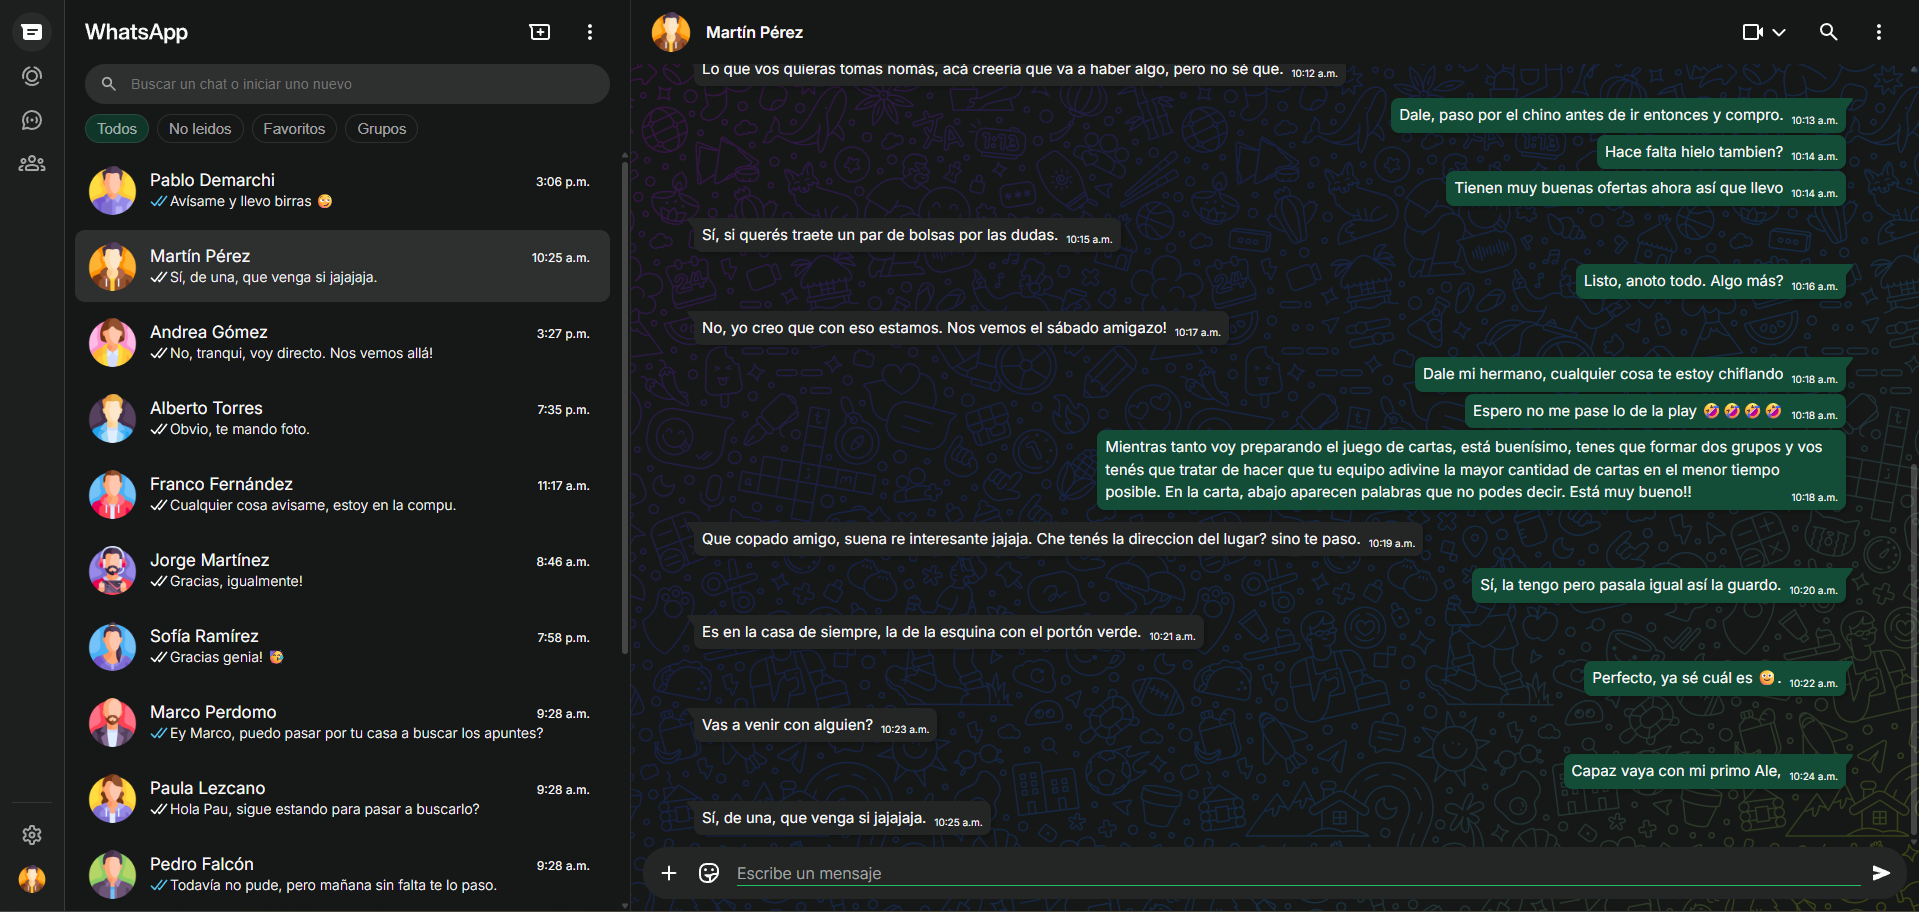 WhatsApp
Buscar un chat o iniciar uno nuevo
Todos
No leidos
Favoritos
Grupos
Pablo Demarchi
3:06 p.m.
Avísame y llevo birras
Martín Pérez
10:25 a.m.
Sí, de una, que venga si jajajaja.
Andrea Gómez
3:27 p.m.
No, tranqui, voy directo. Nos vemos allá!
Alberto Torres
7:35 p.m.
Obvio, te mando foto.
Franco Fernández
11:17 a.m.
Cualquier cosa avisame, estoy en la compu.
Jorge Martínez
8:46 a.m.
Gracias, igualmente!
Sofía Ramírez
7:58 p.m.
Gracias genia! 🥳
Marco Perdomo
9:28 a.m.
Ey Marco, puedo pasar por tu casa a buscar los apuntes?
Paula Lezcano
9:28 a.m.
Hola Pau, sigue estando para pasar a buscarlo?
Pedro Falcón
9:28 a.m.
Todavía no pude, pero mañana sin falta te lo paso.
Martín Pérez
Lo que vos quieras tomas nomás, acá creería que va a haber algo, pero no sé que. 10:12 a.m.
Dale, paso por el chino antes de ir entonces y compro. 10:13 a.m.
Hace falta hielo tambien? 10:14 a.m.
Tienen muy buenas ofertas ahora así que llevo 10:14 a.m.
Sí, si querés traete un par de bolsas por las dudas. 10:15 a.m.
Listo, anoto todo. Algo más? 10:16 a.m.
No, yo creo que con eso estamos. Nos vemos el sábado amigazo! 10:17 a.m.
Dale mi hermano, cualquier cosa te estoy chiflando 10:18 a.m.
Espero no me pase lo de la play 🤣🤣🤣🤣 10:18 a.m.
Mientras tanto voy preparando el juego de cartas, está buenísimo, tenes que formar dos grupos y vos
tenés que tratar de hacer que tu equipo adivine la mayor cantidad de cartas en el menor tiempo
posible. En la carta, abajo aparecen palabras que no podes decir. Está muy bueno!! 10:18 a.m.
Que copado amigo, suena re interesante jajaja. Che tenés la direccion del lugar? sino te paso. 10:19 a.m.
Sí, la tengo pero pasala igual así la guardo. 10:20 a.m.
Es en la casa de siempre, la de la esquina con el portón verde. 10:21 a.m.
Perfecto, ya sé cuál es 😜. 10:22 a.m.
Vas a venir con alguien? 10:23 a.m.
Capaz vaya con mi primo Ale, 10:24 a.m.
Sí, de una, que venga si jajajaja. 10:25 a.m.
Escribe un mensaje